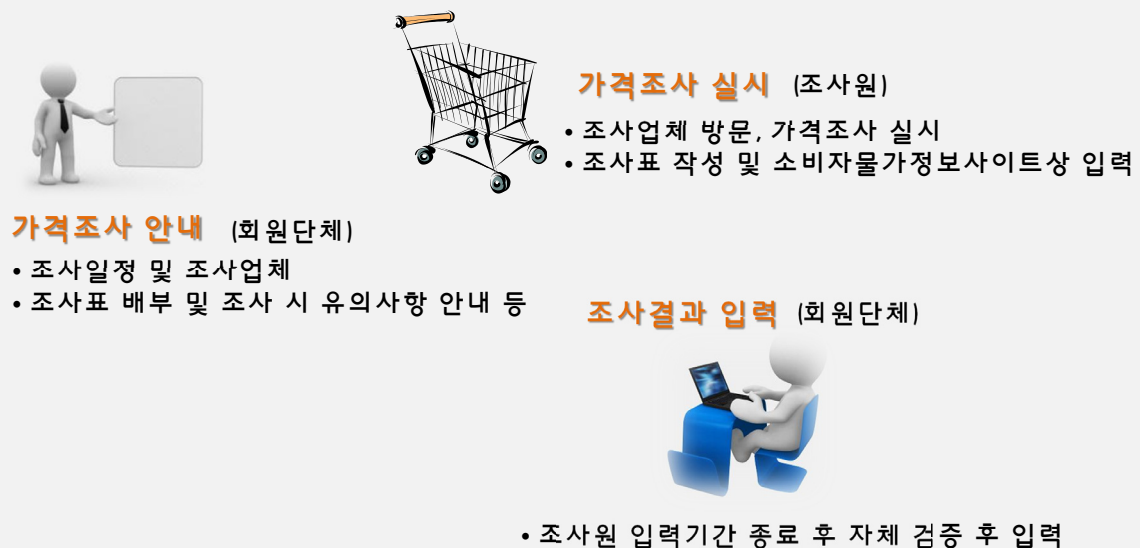 가격조사 실시 (조사원)
• 조사업체 방문, 가격조사 실시
• 조사표 작성 및 소비자물가정보사이트상 입력
가격조사 안내 (회원단체)
• 조사일정 및 조사업체
• 조사표 배부 및 조사 시 유의사항 안내 등
조사결과 입력 (회원단체)
• 조사원 입력기간 종료 후 자체 검증 후 입력